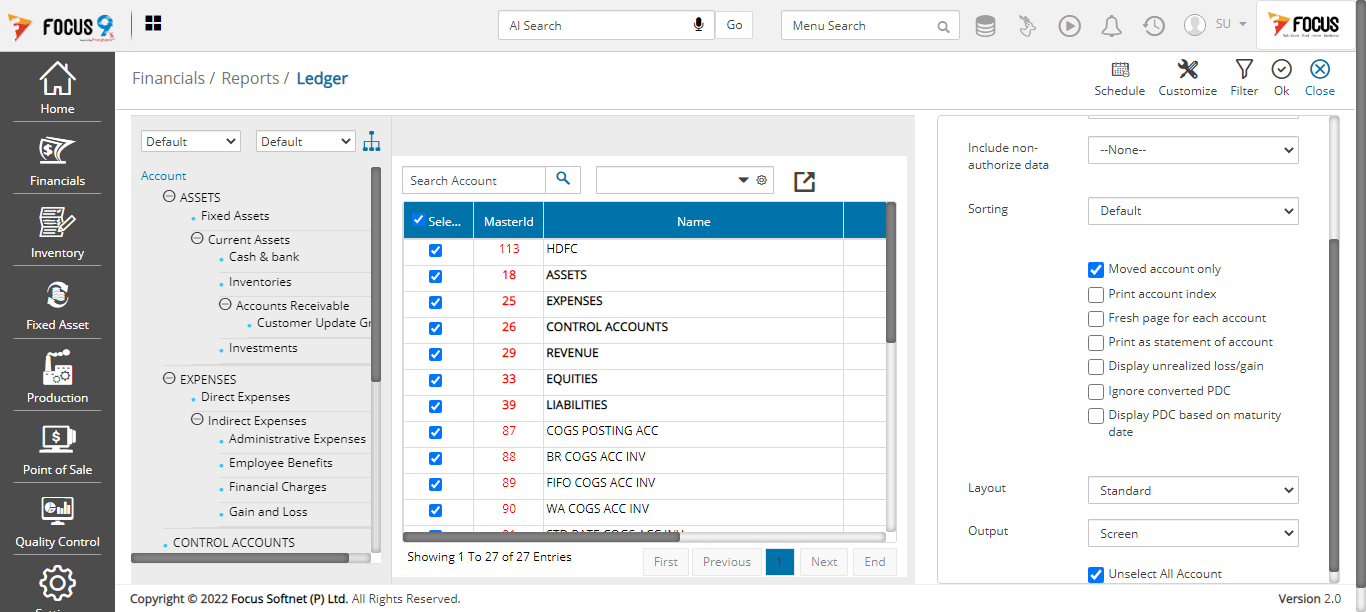 FOCUS 9
AI Search
Go
Menu Search
SU
FOCUS
Home
Financials
Inventory
Fixed Asset
Production
Point of Sale
Quality Control
Financials / Reports / Ledger
Schedule
Customize
Filter
Ok
Close
Default
Default
Account
ASSETS
Fixed Assets
Current Assets
Cash & bank
Inventories
Accounts Receivable
Customer Update Gr
Investments
EXPENSES
Direct Expenses
Indirect Expenses
Administrative Expenses
Employee Benefits
Financial Charges
Gain and Loss
CONTROL ACCOUNTS
Search Account
Sele... MasterId Name
113 HDFC
18 ASSETS
25 EXPENSES
26 CONTROL ACCOUNTS
29 REVENUE
33 EQUITIES
39 LIABILITIES
87 COGS POSTING ACC
88 BR COGS ACC INV
89 FIFO COGS ACC INV
90 WA COGS ACC INV
Showing 1 To 27 of 27 Entries
First Previous 1 Next End
Include non-
authorize data
--None--
Sorting
Default
Moved account only
Print account index
Fresh page for each account
Print as statement of account
Display unrealized loss/gain
Ignore converted PDC
Display PDC based on maturity
date
Layout
Standard
Output
Screen
Unselect All Account
Copyright © 2022 Focus Softnet (P) Ltd. All Rights Reserved.
Version 2.0